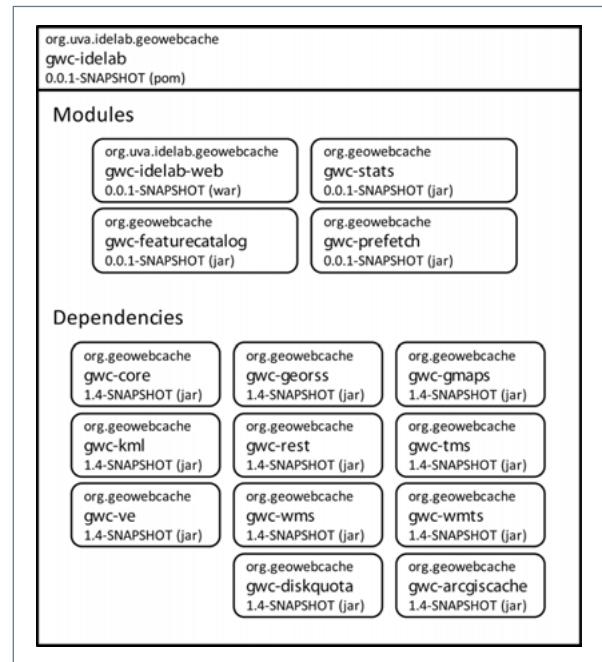 org.uva.idelab.geowebcache
gwc-idelab
0.0.1-SNAPSHOT (pom)
Modules
org.uva.idelab.geowebcache
gwc-idelab-web
0.0.1-SNAPSHOT (war)
org.geowebcache
gwc-stats
0.0.1-SNAPSHOT (jar)
org.geowebcache
gwc-featurecatalog
0.0.1-SNAPSHOT (jar)
org.geowebcache
gwc-prefetch
0.0.1-SNAPSHOT (jar)
Dependencies
org.geowebcache
gwc-core
1.4-SNAPSHOT (jar)
org.geowebcache
gwc-georss
1.4-SNAPSHOT (jar)
org.geowebcache
gwc-gmaps
1.4-SNAPSHOT (jar)
org.geowebcache
gwc-kml
1.4-SNAPSHOT (jar)
org.geowebcache
gwc-rest
1.4-SNAPSHOT (jar)
org.geowebcache
gwc-tms
1.4-SNAPSHOT (jar)
org.geowebcache
gwc-ve
1.4-SNAPSHOT (jar)
org.geowebcache
gwc-wms
1.4-SNAPSHOT (jar)
org.geowebcache
gwc-wmts
1.4-SNAPSHOT (jar)
org.geowebcache
gwc-diskquota
1.4-SNAPSHOT (jar)
org.geowebcache
gwc-arcgiscache
1.4-SNAPSHOT (jar)